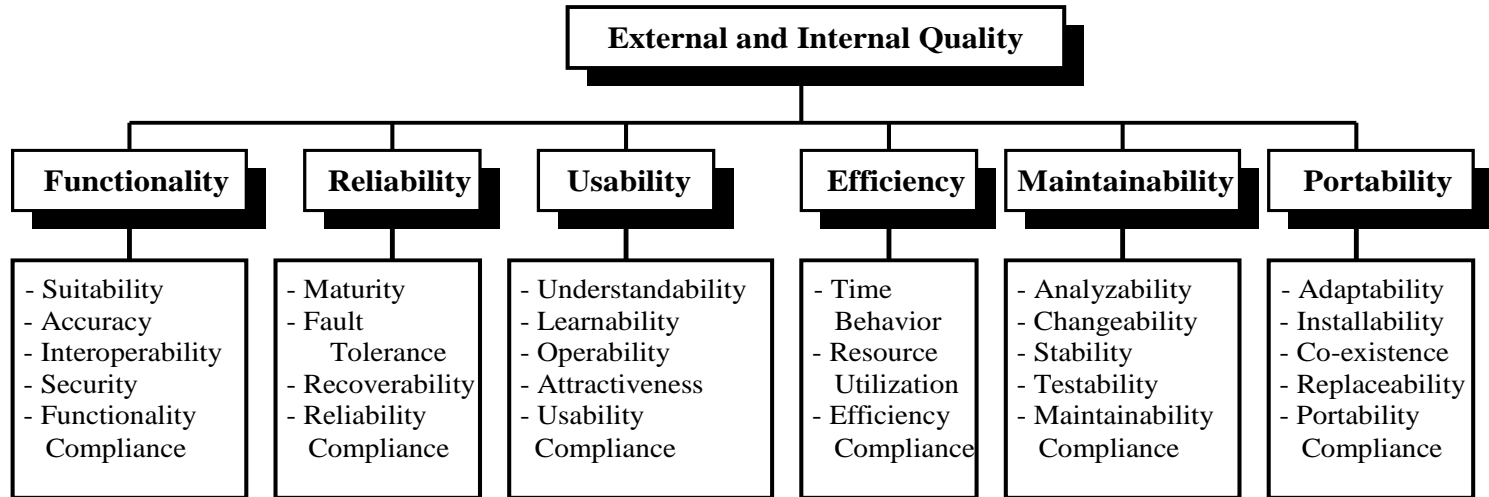 External and Internal Quality
Functionality
Reliability
Usability
Efficiency
Maintainability
Portability
- Suitability
- Accuracy
- Interoperability
- Security
- Functionality
Compliance
- Maturity
- Fault
Tolerance
- Recoverability
- Reliability
Compliance
- Understandability
- Learnability
- Operability
- Attractiveness
- Usability
Compliance
- Time
Behavior
- Resource
Utilization
- Efficiency
Compliance
- Analyzability
- Changeability
- Stability
- Testability
- Maintainability
Compliance
- Adaptability
- Installability
- Co-existence
- Replaceability
- Portability
Compliance